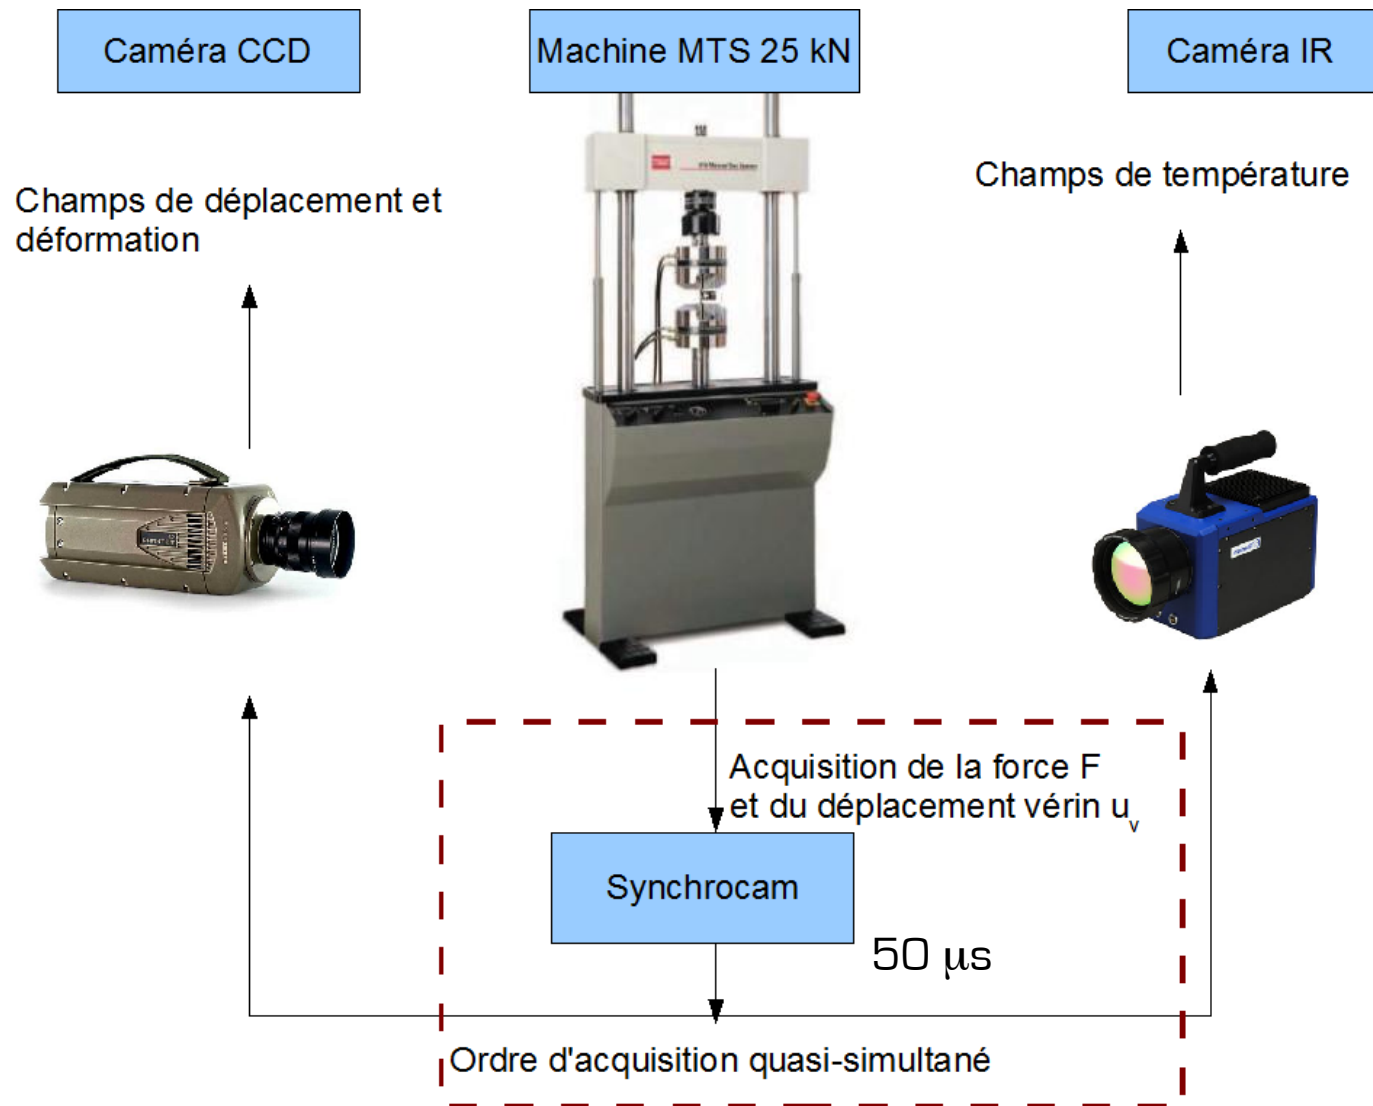 Caméra CCD
Machine MTS 25 kN
Caméra IR
Champs de déplacement et
déformation
Champs de température
Acquisition de la force F
et du déplacement vérin u_v
Synchrocam
50 μs
Ordre d'acquisition quasi-simultané